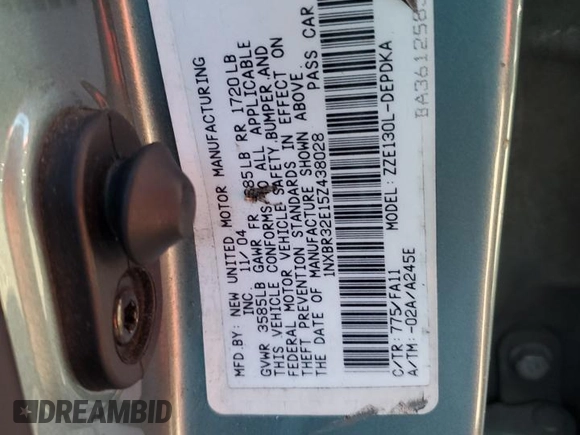 MFD.BY: NEW UNITED MOTOR MANUFACTURING
INC 11/04
GVWR 3585LB GAWR FR 1585LB RR 1720LB
THIS VEHICLE CONFORMS TO ALL APPLICABLE
FEDERAL MOTOR VEHICLE SAFETY,BUMPER,AND
THEFT PREVENTION STANDARDS IN EFFECT ON
THE DATE OF MANUFACTURE SHOWN ABOVE.
1NXBR32E15Z438028 PASS CAR
C/TR: 775/FA11 MODEL: ZZE130L-DEPDKA
A/TM: -02A/A245E
DREAMBID